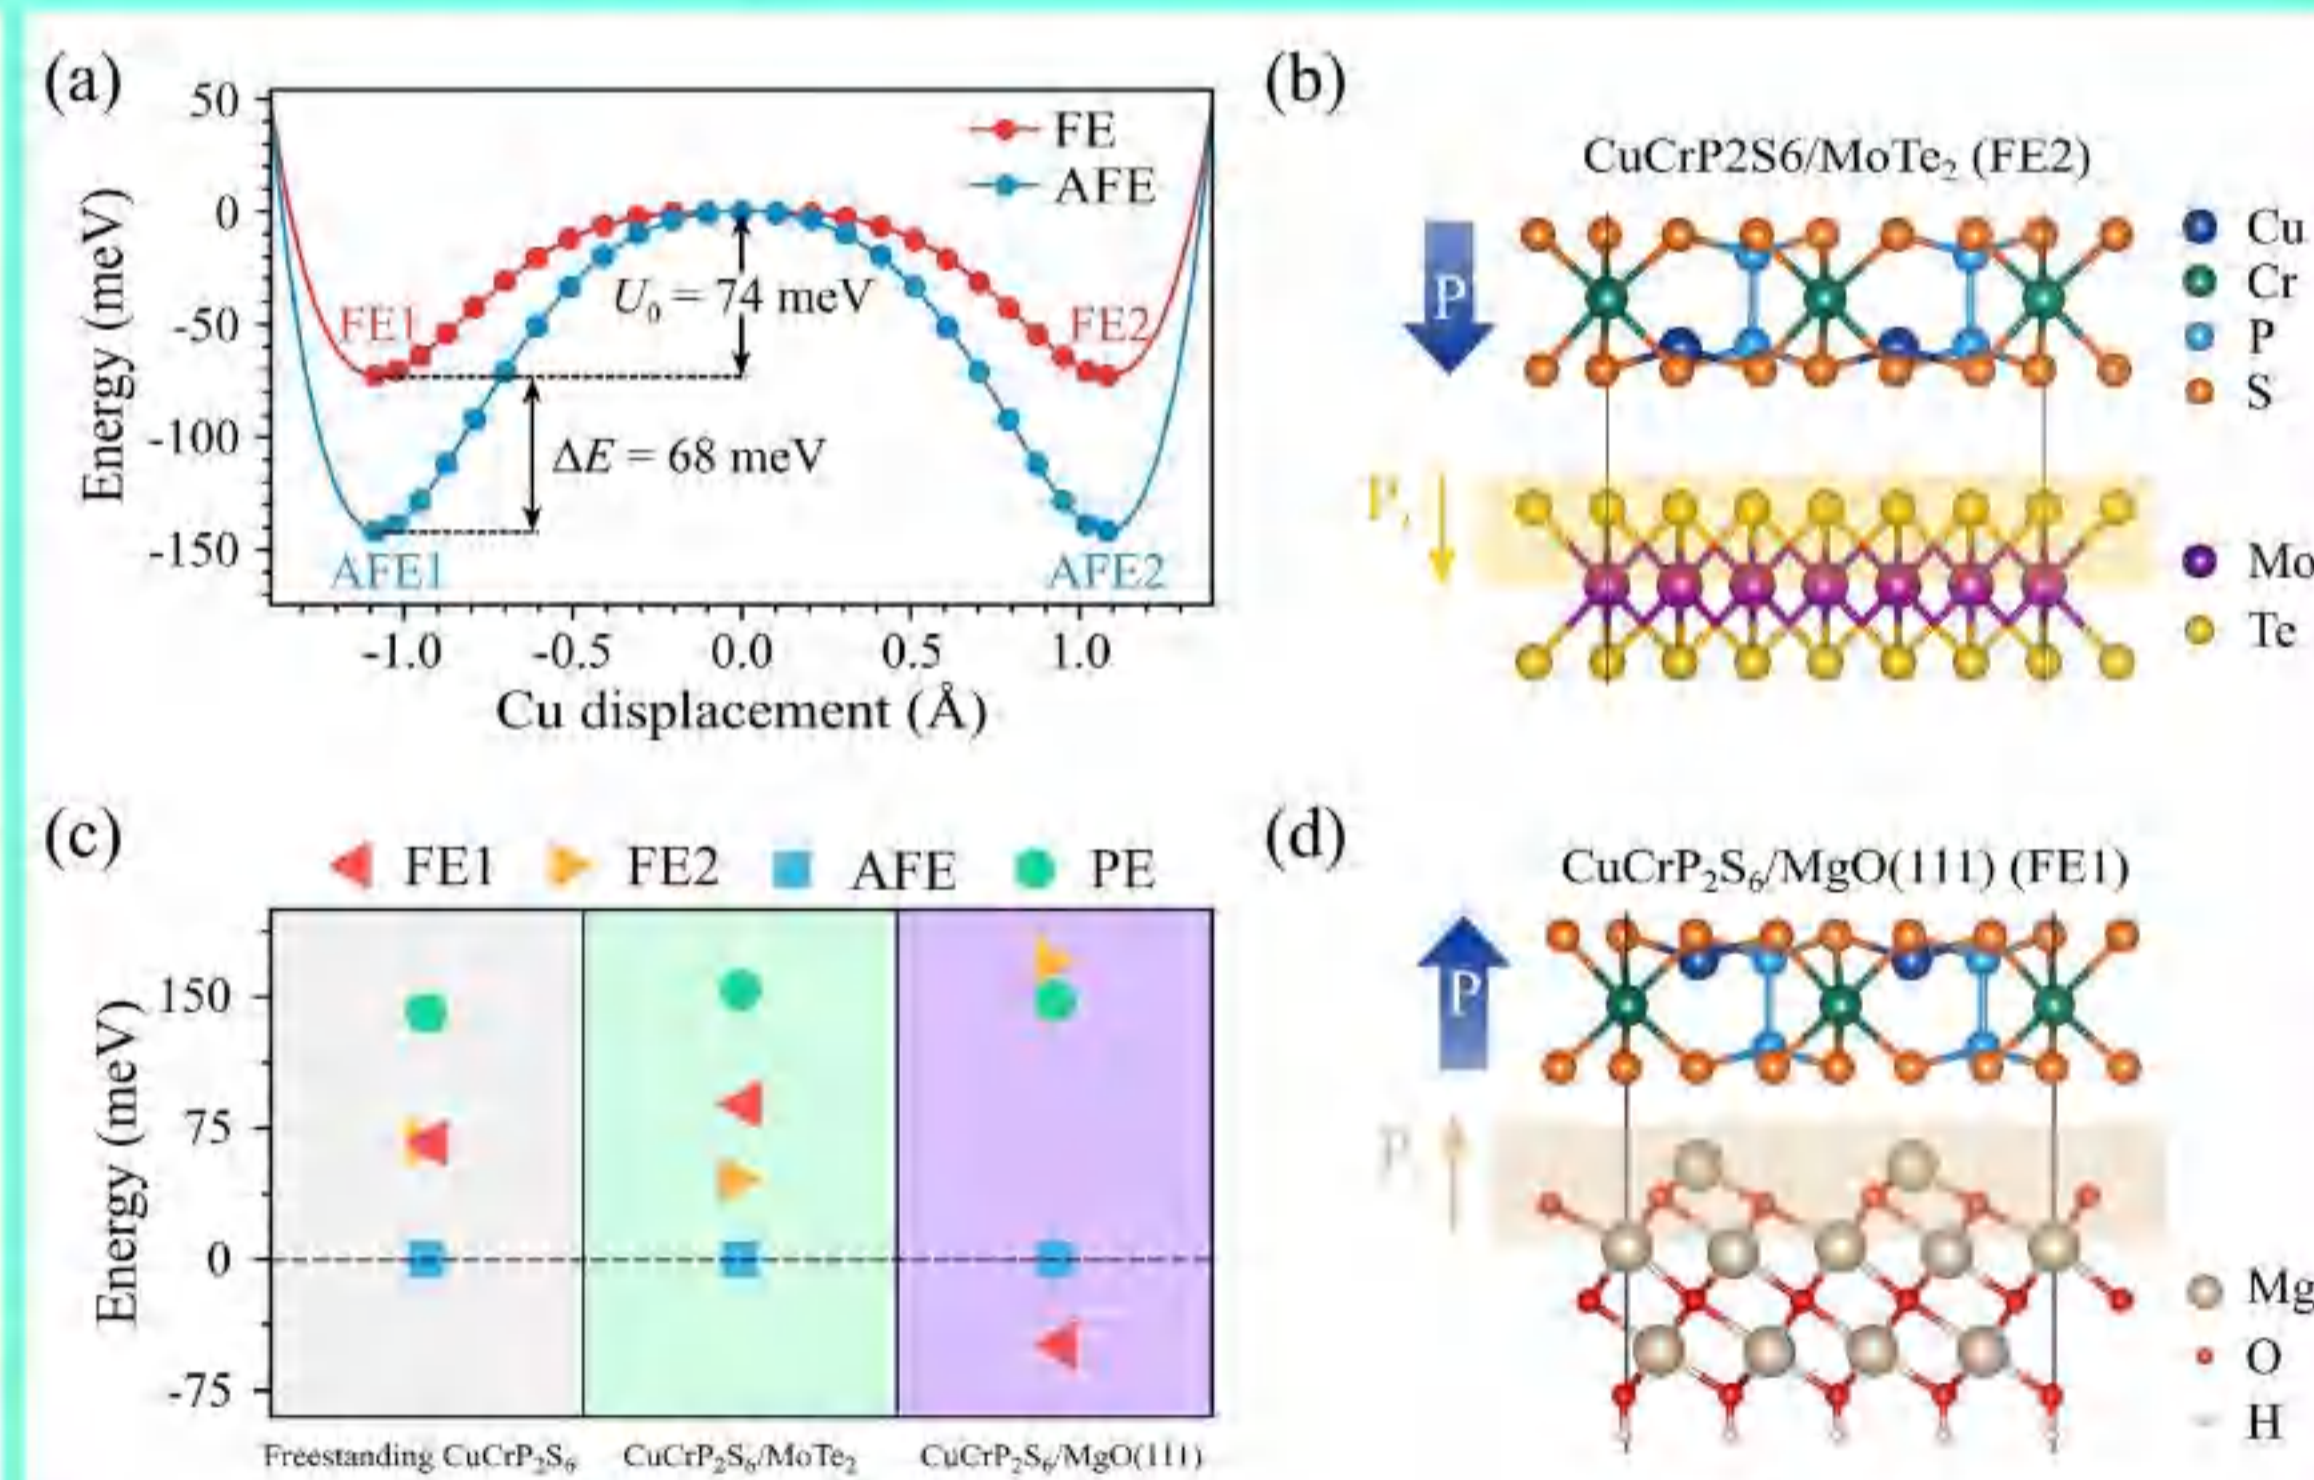 (a)
50
0
-50
-100
-150
Energy (meV)
FE
AFE
FE1
FE2
U₀ = 74 meV
ΔE = 68 meV
AFE1
AFE2
-1.0 -0.5 0.0 0.5 1.0
Cu displacement (Å)
(b)
CuCrP2S6/MoTe₂ (FE2)
P
Pᵢ
Cu
Cr
P
S
Mo
Te
(c)
FE1 FE2 AFE PE
150
75
0
-75
Energy (meV)
Freestanding CuCrP₂S₆ CuCrP₂S₆/MoTe₂ CuCrP₂S₆/MgO(111)
(d)
CuCrP₂S₆/MgO(111) (FE1)
P
Pᵢ
Mg
O
H